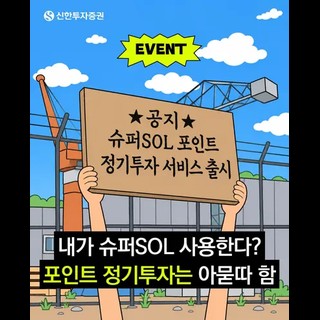 신한투자증권
EVENT
★공지★
슈퍼SOL 포인트
정기투자 서비스 출시
내가 슈퍼SOL 사용한다?
포인트 정기투자는 아묻따 함